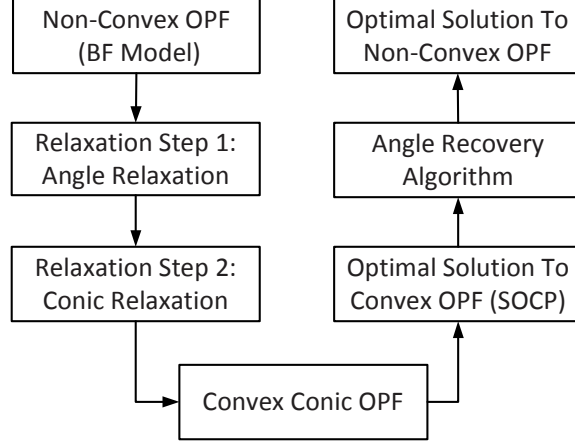 Non-Convex OPF
(BF Model)
Relaxation Step 1:
Angle Relaxation
Relaxation Step 2:
Conic Relaxation
Convex Conic OPF
Optimal Solution To
Convex OPF (SOCP)
Angle Recovery
Algorithm
Optimal Solution To
Non-Convex OPF